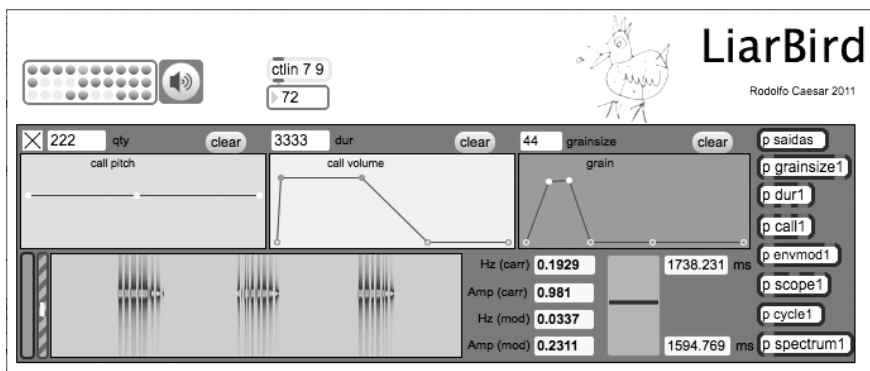 LiarBird
Rodolfo Caesar 2011
ctlin 7 9
72
222 qty clear 3333 dur clear 44 grainsize clear
call pitch call volume grain
p saidas
p grainsize1
p dur1
p call1
p envmod1
p scope1
p cycle1
p spectrum1
Hz (carr) 0.1929 1738.231 ms
Amp (carr) 0.981
Hz (mod) 0.0337
Amp (mod) 0.2311 1594.769 ms